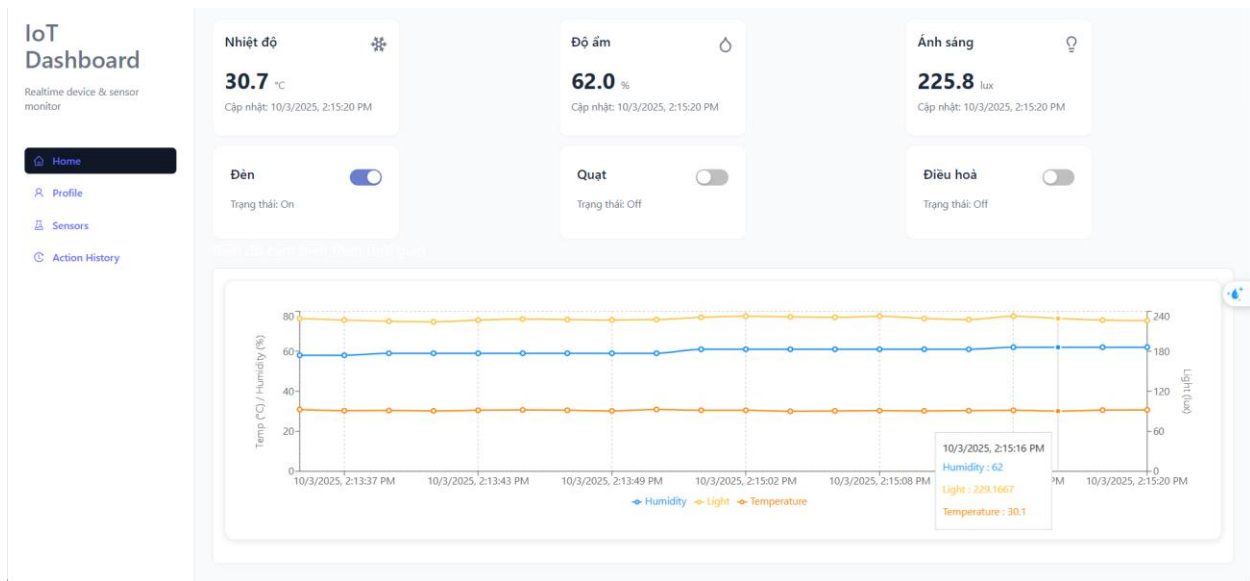 IoT
Dashboard
Realtime device & sensor
monitor
Home
Profile
Sensors
Action History
Nhiệt độ
30.7 °C
Cập nhật: 10/3/2025, 2:15:20 PM
Độ ẩm
62.0 %
Cập nhật: 10/3/2025, 2:15:20 PM
Ánh sáng
225.8 lux
Cập nhật: 10/3/2025, 2:15:20 PM
Đèn
Trạng thái: On
Quạt
Trạng thái: Off
Điều hoà
Trạng thái: Off
Temp (°C) / Humidity (%)
80
60
40
20
0
240
180
120
60
0
Light (lux)
10/3/2025, 2:13:37 PM
10/3/2025, 2:13:43 PM
10/3/2025, 2:13:49 PM
10/3/2025, 2:15:02 PM
10/3/2025, 2:15:08 PM
PM
10/3/2025, 2:15:20 PM
10/3/2025, 2:15:16 PM
Humidity : 62
Light : 229.1667
Temperature : 30.1
Humidity Light Temperature